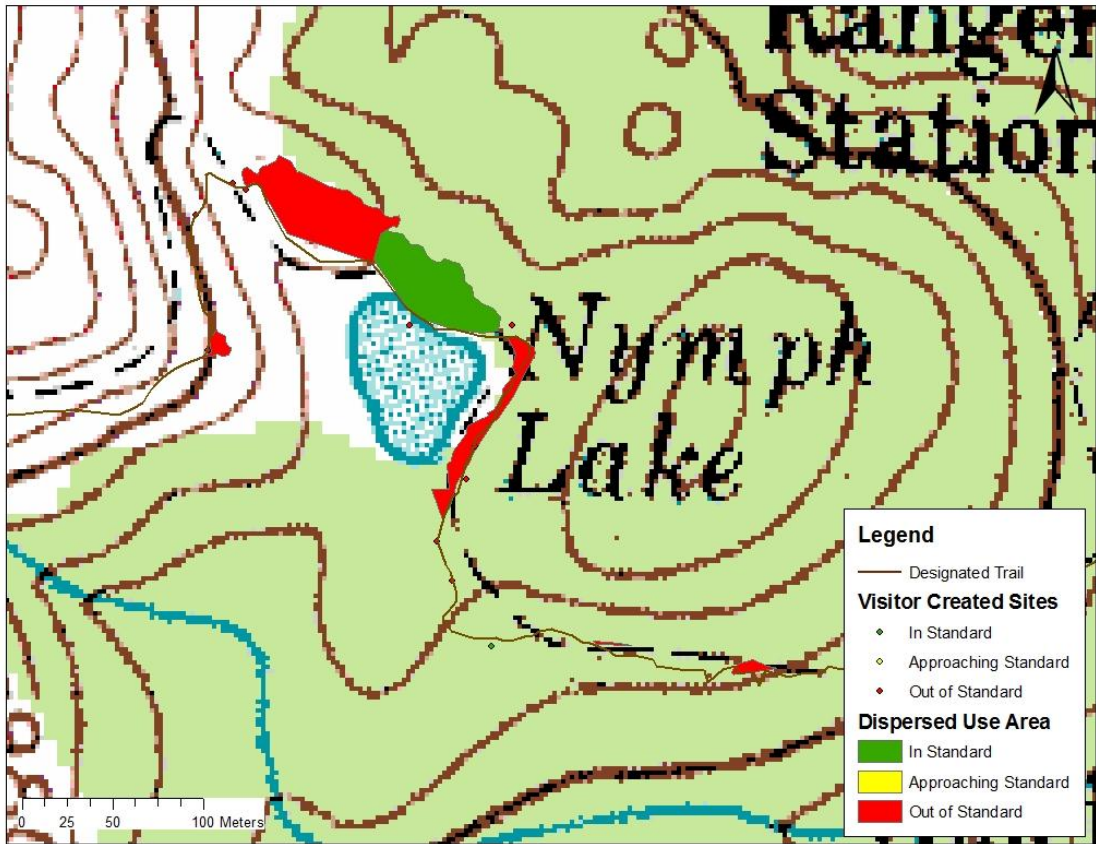 Ranger
Station
N
Nymph
Lake
Legend
Designated Trail
Visitor Created Sites
In Standard
Approaching Standard
Out of Standard
Dispersed Use Area
In Standard
Approaching Standard
Out of Standard
0 25 50 100 Meters